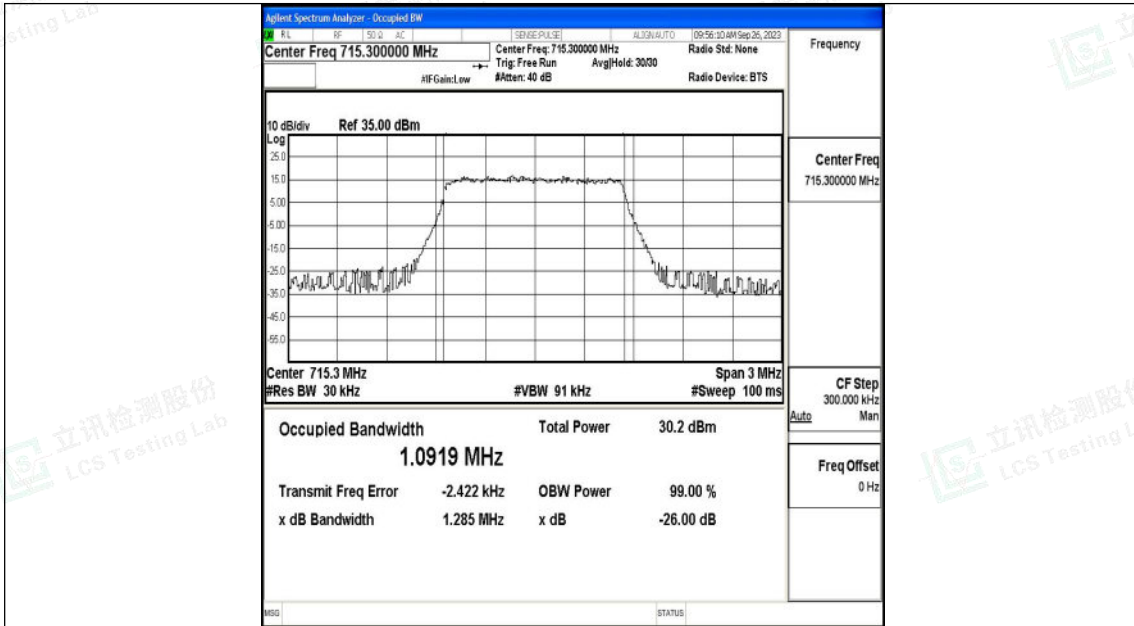 Agilent Spectrum Analyzer - Occupied BW
RL RF 50 Ω AC SENSE:PULSE ALIGNAUTO 09:56:10 AM Sep 26, 2023
Center Freq 715.300000 MHz
Center Freq: 715.300000 MHz
Radio Std: None
Trig: Free Run
Avg|Hold: 30/30
#IFGain:Low
#Atten: 40 dB
Radio Device: BTS
Frequency
10 dB/div
Ref 35.00 dBm
Log
25.0
15.0
5.00
-5.00
-15.0
-25.0
-35.0
-45.0
-55.0
Center 715.3 MHz
Span 3 MHz
#Res BW 30 kHz
#VBW 91 kHz
#Sweep 100 ms
Center Freq
715.300000 MHz
CF Step
300.000 kHz
Auto Man
Freq Offset
0 Hz
Occupied Bandwidth
1.0919 MHz
Total Power 30.2 dBm
Transmit Freq Error -2.422 kHz
OBW Power 99.00 %
x dB Bandwidth 1.285 MHz
x dB -26.00 dB
MSG
STATUS
sting Lab
立讯检测股份
LCS Testing Lab
立讯检测股份
LCS Testing L